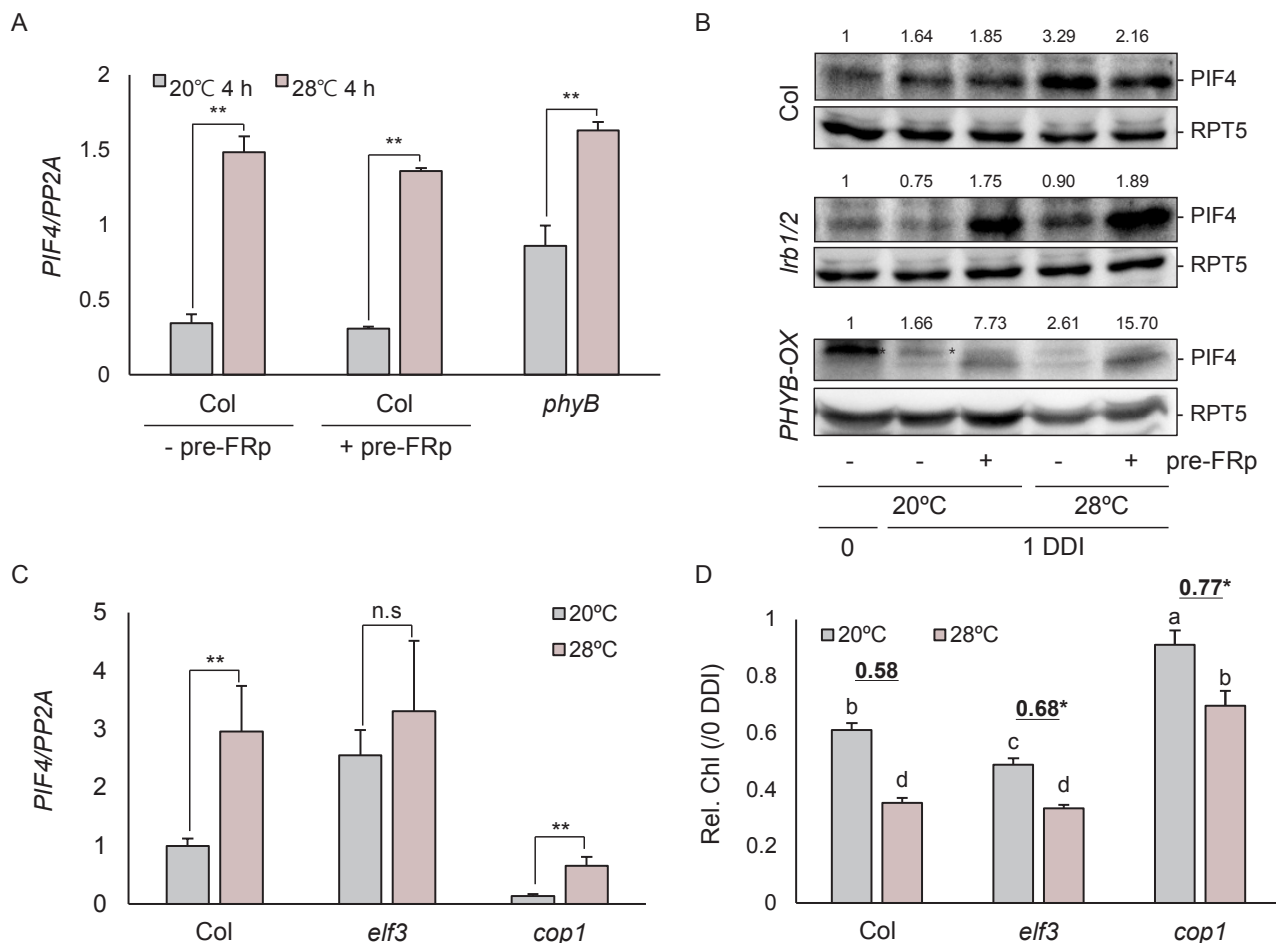 A
PIF4/PP2A
2
1.5
1
0.5
0
20℃ 4 h 28℃ 4 h
**
**
**
Col Col phyB
- pre-FRp + pre-FRp
B
Col
1 1.64 1.85 3.29 2.16
PIF4
RPT5
lrb1/2
1 0.75 1.75 0.90 1.89
PIF4
RPT5
PHYB-OX
1 1.66 7.73 2.61 15.70
* *
PIF4
RPT5
- - + - + pre-FRp
20ºC 28ºC
0 1 DDI
C
PIF4/PP2A
5
4
3
2
1
0
20ºC
28ºC
**
n.s
**
Col elf3 cop1
D
Rel. Chl (/0 DDI)
1
0.8
0.6
0.4
0.2
0
20ºC 28ºC
0.58 0.68* 0.77*
b d c d a b
Col elf3 cop1